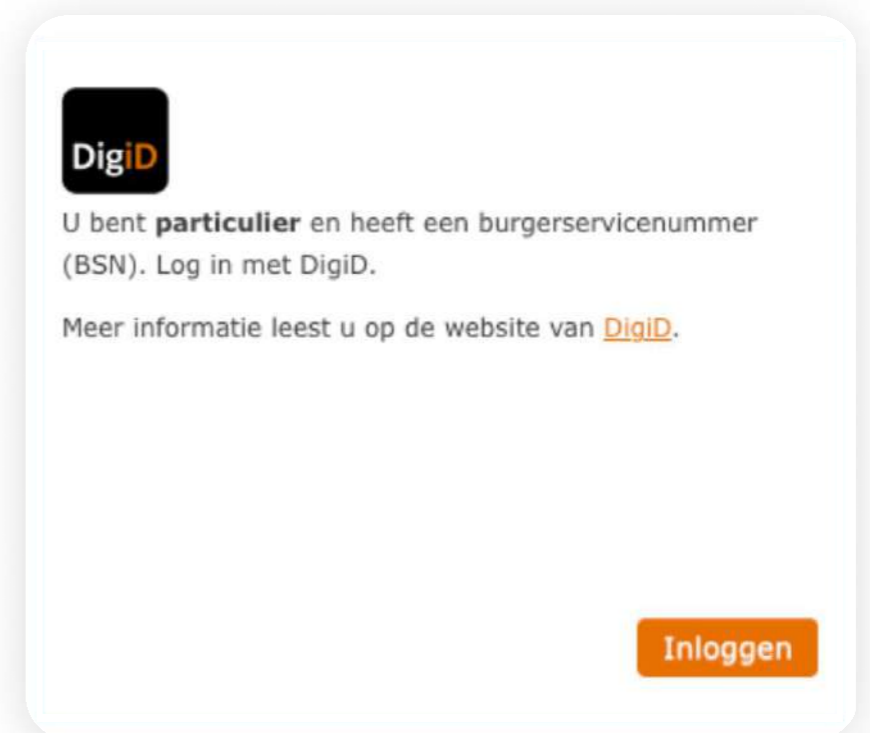 DigiD
U bent particulier en heeft een burgerservicenummer
(BSN). Log in met DigiD.
Meer informatie leest u op de website van DigiD.
Inloggen